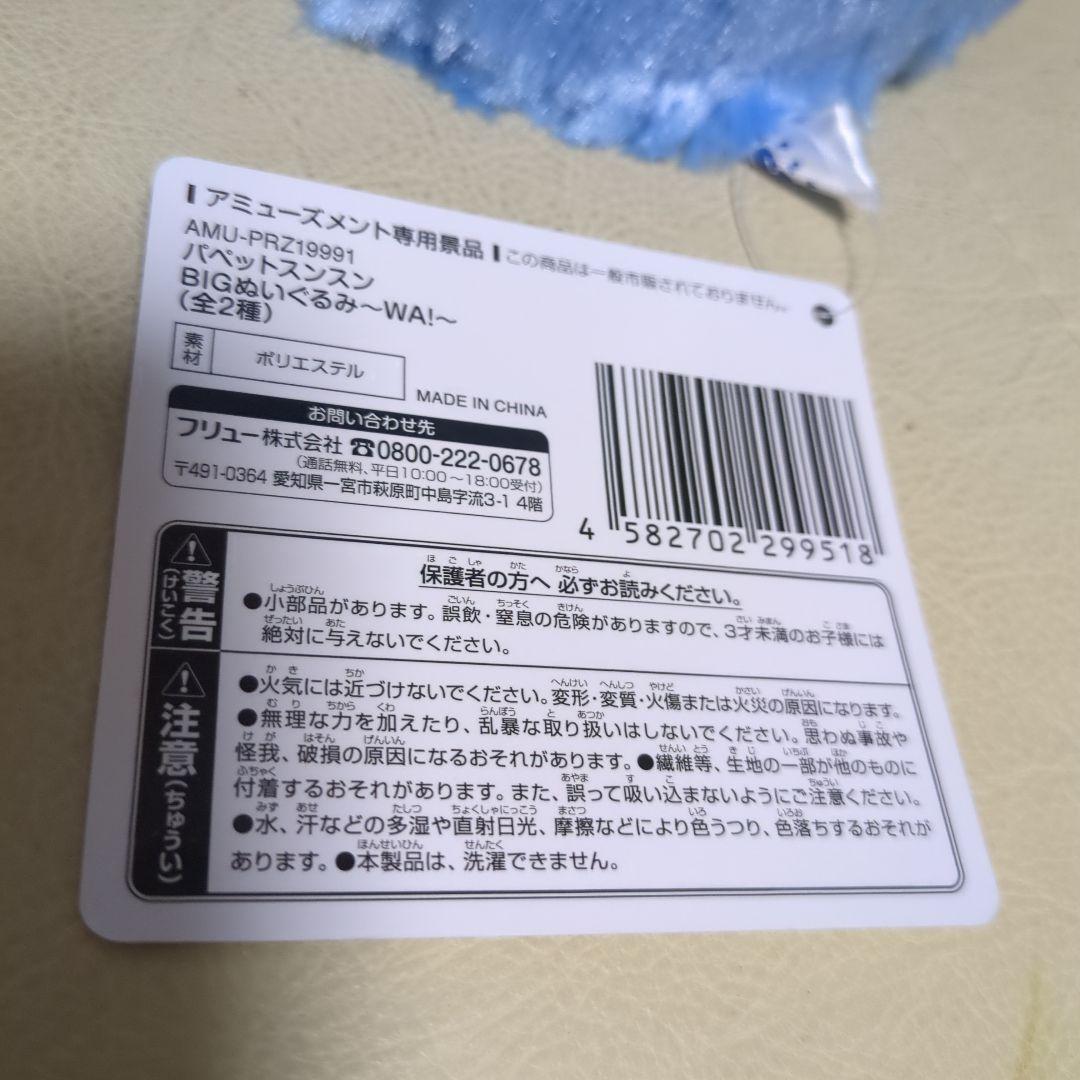 アミューズメント専用景品 この商品は一般市販されておりません。
AMU-PRZ19991
パペットスンスン
BIGぬいぐるみ～WA!～
(全2種)
素材 ポリエステル
MADE IN CHINA
お問い合わせ先
フリュー株式会社 ☎0800-222-0678
(通話無料、平日10:00～18:00受付)
〒491-0364 愛知県一宮市萩原町中島字流3-1 4階
4 582702 299518
警告(けいこく)
保護者の方へ 必ずお読みください。
●小部品があります。誤飲・窒息の危険がありますので、3才未満のお子様には
絶対に与えないでください。
注意(ちゅうい)
●火気には近づけないでください。変形・変質・火傷または火災の原因になります。
●無理な力を加えたり、乱暴な取り扱いはしないでください。思わぬ事故や
怪我、破損の原因になるおそれがあります。●繊維等、生地の一部が他のものに
付着するおそれがあります。また、誤って吸い込まないようにご注意ください。
●水、汗などの多湿や直射日光、摩擦などにより色うつり、色落ちするおそれが
あります。●本製品は、洗濯できません。